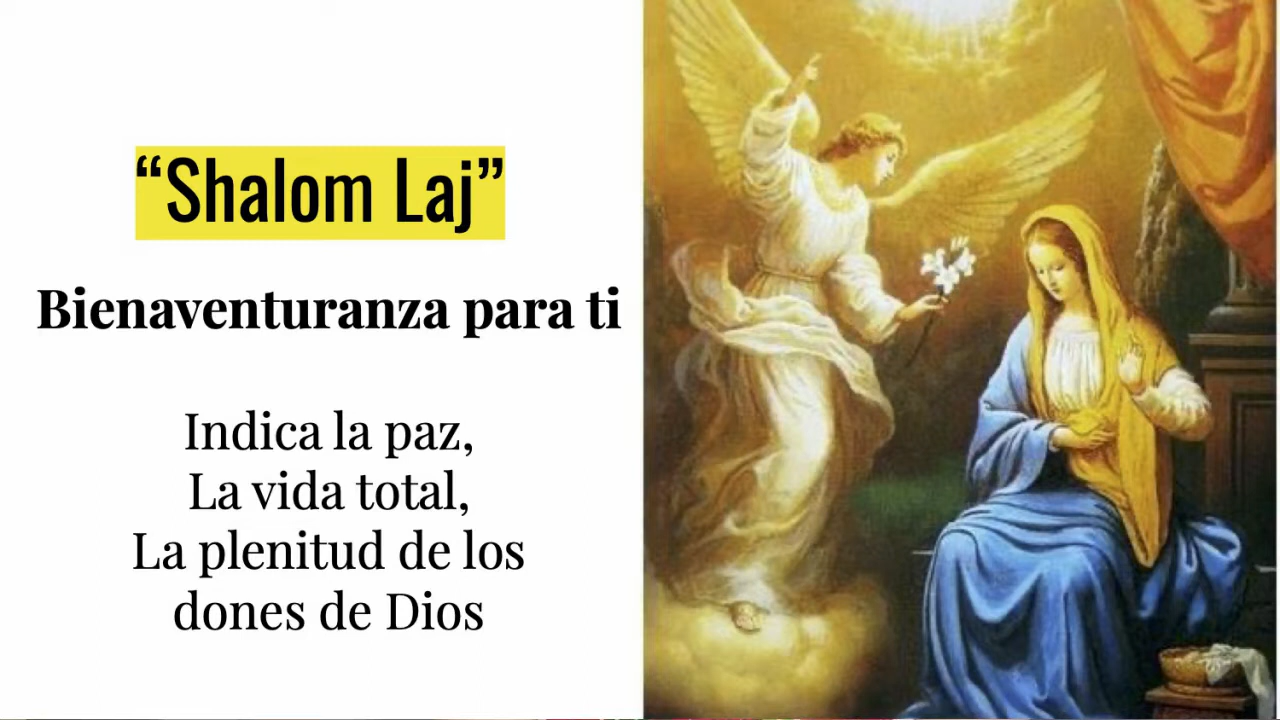 “Shalom Laj”
Bienaventuranza para ti
Indica la paz,
La vida total,
La plenitud de los
dones de Dios